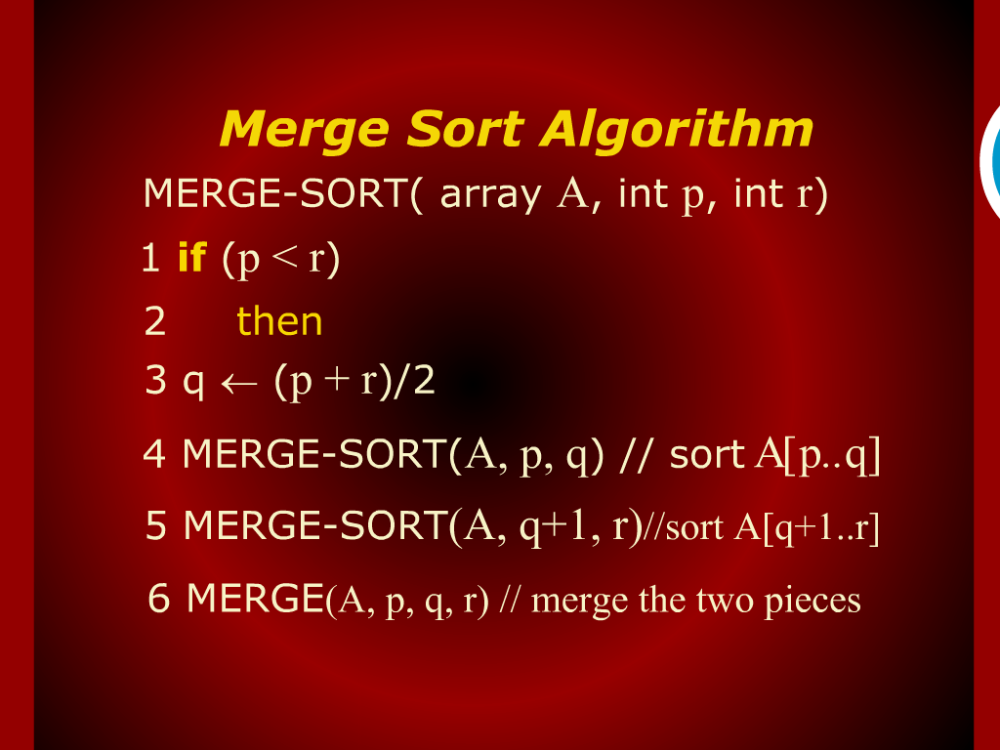 Merge Sort Algorithm
MERGE-SORT( array A, int p, int r)
1 if (p < r)
2 then
3 q ← (p + r)/2
4 MERGE-SORT(A, p, q) // sort A[p..q]
5 MERGE-SORT(A, q+1, r)//sort A[q+1..r]
6 MERGE(A, p, q, r) // merge the two pieces